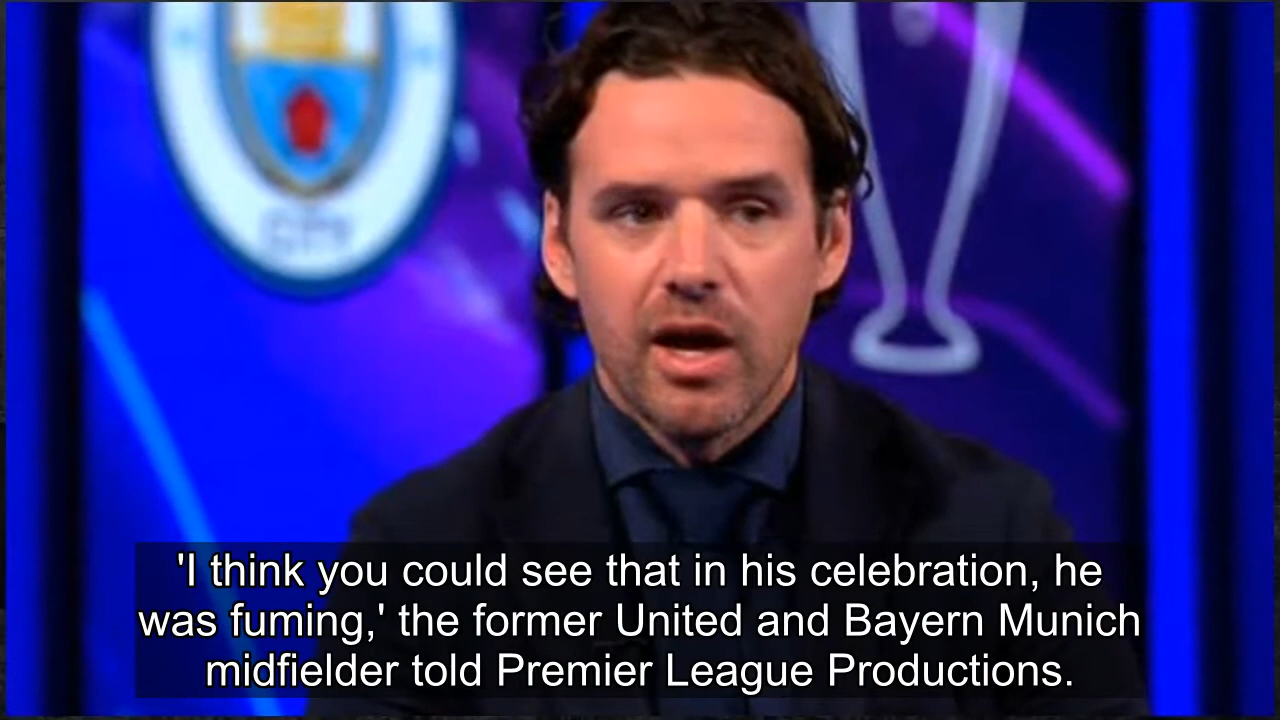 CITY
'I think you could see that in his celebration, he
was fuming,' the former United and Bayern Munich
midfielder told Premier League Productions.